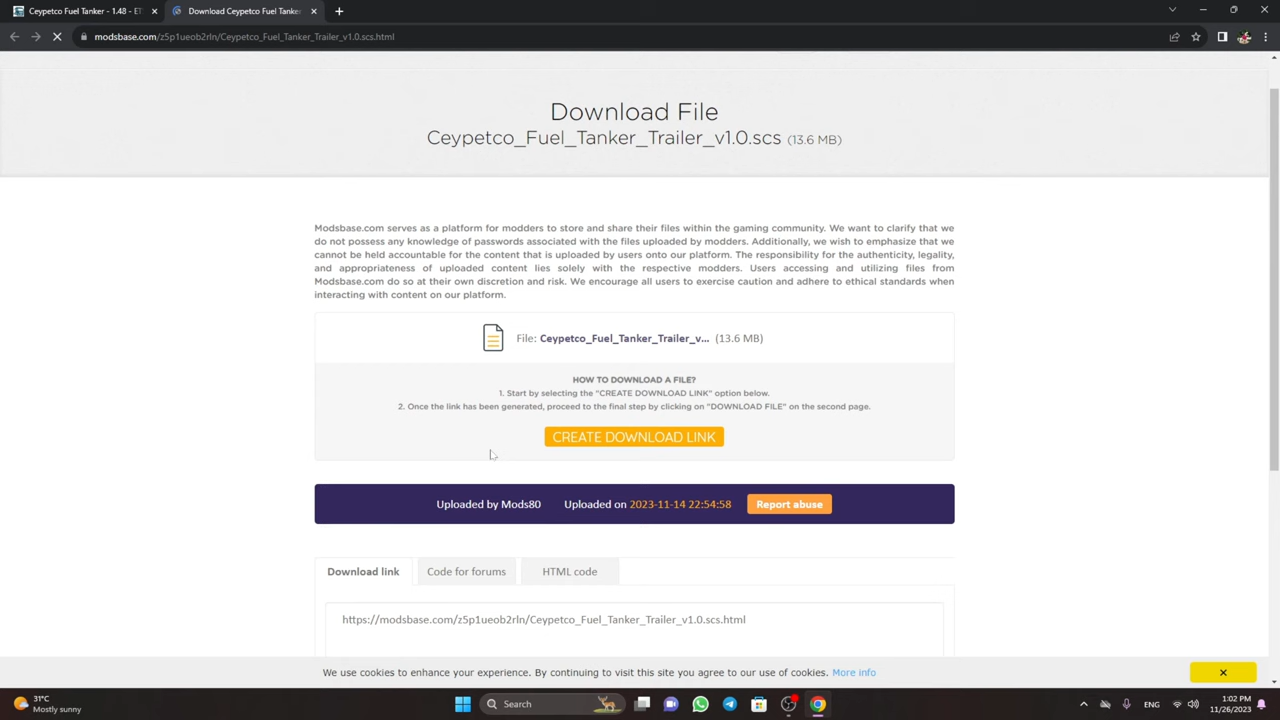 Ceypetco Fuel Tanker - 1.48 - ET
Download Ceypetco Fuel Tanker
modsbase.com/z5p1ueob2rln/Ceypetco_Fuel_Tanker_Trailer_v1.0.scs.html
Download File
Ceypetco_Fuel_Tanker_Trailer_v1.0.scs (13.6 MB)
Modsbase.com serves as a platform for modders to store and share their files within the gaming community. We want to clarify that we
do not possess any knowledge of passwords associated with the files uploaded by modders. Additionally, we wish to emphasize that we
cannot be held accountable for the content that is uploaded by users onto our platform. The responsibility for the authenticity, legality,
and appropriateness of uploaded content lies solely with the respective modders. Users accessing and utilizing files from
Modsbase.com do so at their own discretion and risk. We encourage all users to exercise caution and adhere to ethical standards when
interacting with content on our platform.
File: Ceypetco_Fuel_Tanker_Trailer_v... (13.6 MB)
HOW TO DOWNLOAD A FILE?
1. Start by selecting the "CREATE DOWNLOAD LINK" option below.
2. Once the link has been generated, proceed to the final step by clicking on "DOWNLOAD FILE" on the second page.
CREATE DOWNLOAD LINK
Uploaded by Mods80 Uploaded on 2023-11-14 22:54:58 Report abuse
Download link Code for forums HTML code
https://modsbase.com/z5p1ueob2rln/Ceypetco_Fuel_Tanker_Trailer_v1.0.scs.html
We use cookies to enhance your experience. By continuing to visit this site you agree to our use of cookies. More info
31°C
Mostly sunny
Search
ENG
1:02 PM
11/26/2023